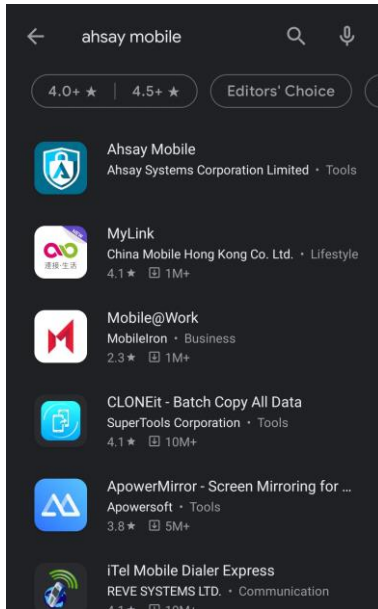 ahsay mobile
4.0+ ★ | 4.5+ ★
Editors' Choice
Ahsay Mobile
Ahsay Systems Corporation Limited • Tools
MyLink
China Mobile Hong Kong Co. Ltd. • Lifestyle
4.1★ 1M+
連接·生活
Mobile@Work
MobileIron • Business
2.3★ 1M+
CLONEit - Batch Copy All Data
SuperTools Corporation • Tools
4.1★ 10M+
ApowerMirror - Screen Mirroring for ...
Apowersoft • Tools
3.8★ 5M+
iTel Mobile Dialer Express
REVE SYSTEMS LTD. • Communication
4.1★ 10M+